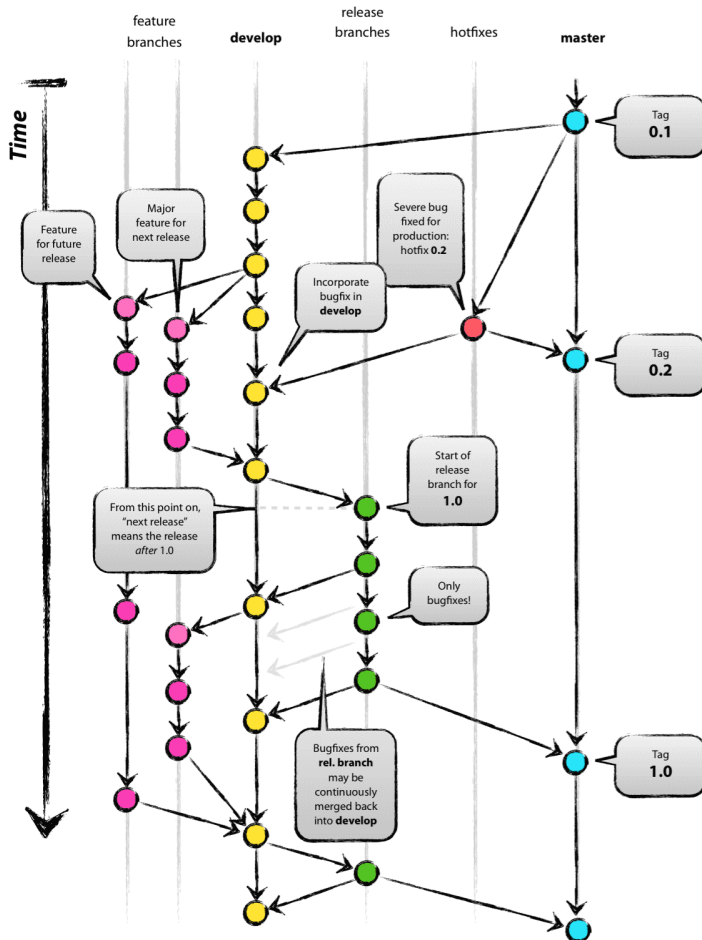 feature
branches
develop
release
branches
hotfixes
master
Time
Tag
0.1
Major
feature for
next release
Feature
for future
release
Severe bug
fixed for
production:
hotfix 0.2
Incorporate
bugfix in
develop
Tag
0.2
Start of
release
branch for
1.0
From this point on,
“next release”
means the release
after 1.0
Only
bugfixes!
Bugfixes from
rel. branch
may be
continuously
merged back
into develop
Tag
1.0